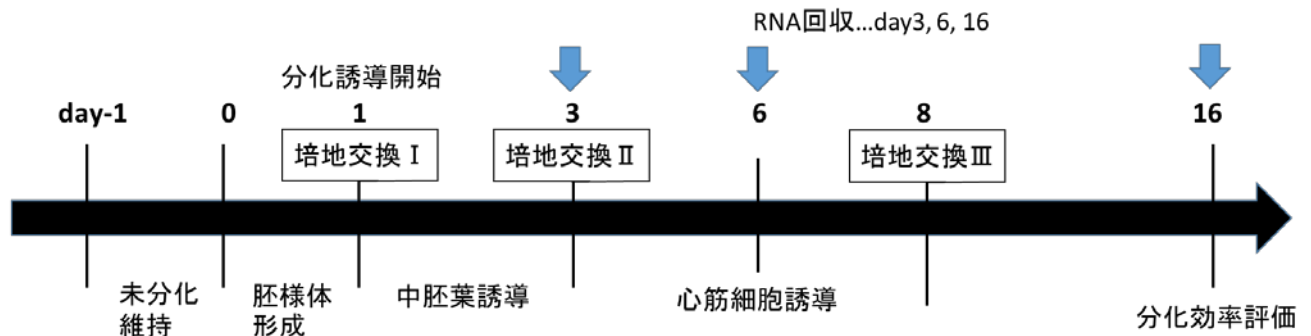 RNA回収...day3, 6, 16
分化誘導開始
day-1 0 1 3 6 8 16
培地交換Ⅰ 培地交換Ⅱ 培地交換Ⅲ
未分化
維持
胚様体
形成
中胚葉誘導
心筋細胞誘導
分化効率評価